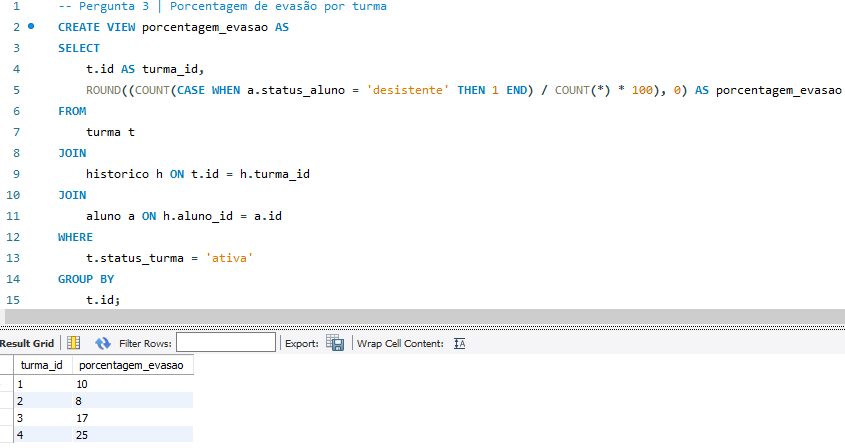 1 -- Pergunta 3 | Porcentagem de evasão por turma
2 CREATE VIEW porcentagem_evasao AS
3 SELECT
4 t.id AS turma_id,
5 ROUND((COUNT(CASE WHEN a.status_aluno = 'desistente' THEN 1 END) / COUNT(*) * 100), 0) AS porcentagem_evasao
6 FROM
7 turma t
8 JOIN
9 historico h ON t.id = h.turma_id
10 JOIN
11 aluno a ON h.aluno_id = a.id
12 WHERE
13 t.status_turma = 'ativa'
14 GROUP BY
15 t.id;
Result Grid Filter Rows: Export: Wrap Cell Content: IA
turma_id porcentagem_evasao
1 10
2 8
3 17
4 25